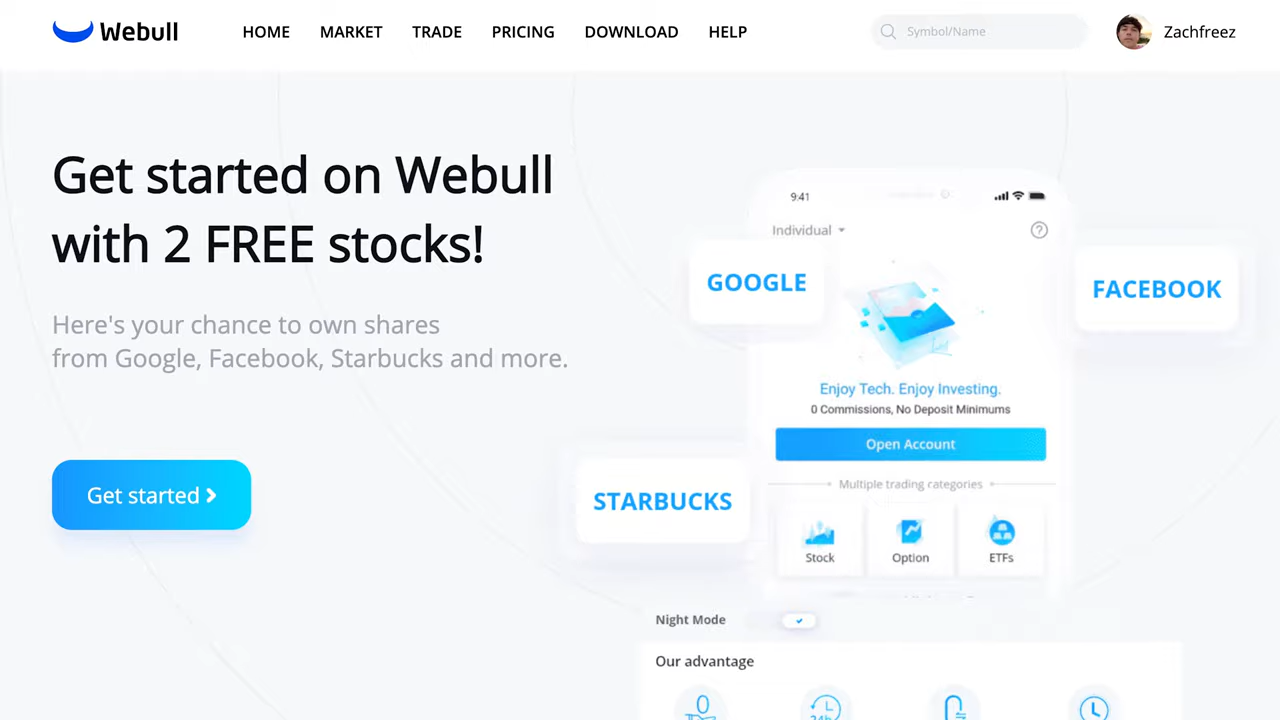 Webull
HOME
MARKET
TRADE
PRICING
DOWNLOAD
HELP
Symbol/Name
Zachfreez
Get started on Webull
with 2 FREE stocks!
Here's your chance to own shares
from Google, Facebook, Starbucks and more.
Get started
9:41
Individual
GOOGLE
FACEBOOK
STARBUCKS
Enjoy Tech. Enjoy Investing.
0 Commissions, No Deposit Minimums
Open Account
Multiple trading categories
Stock
Option
ETFs
Night Mode
Our advantage
0
24h